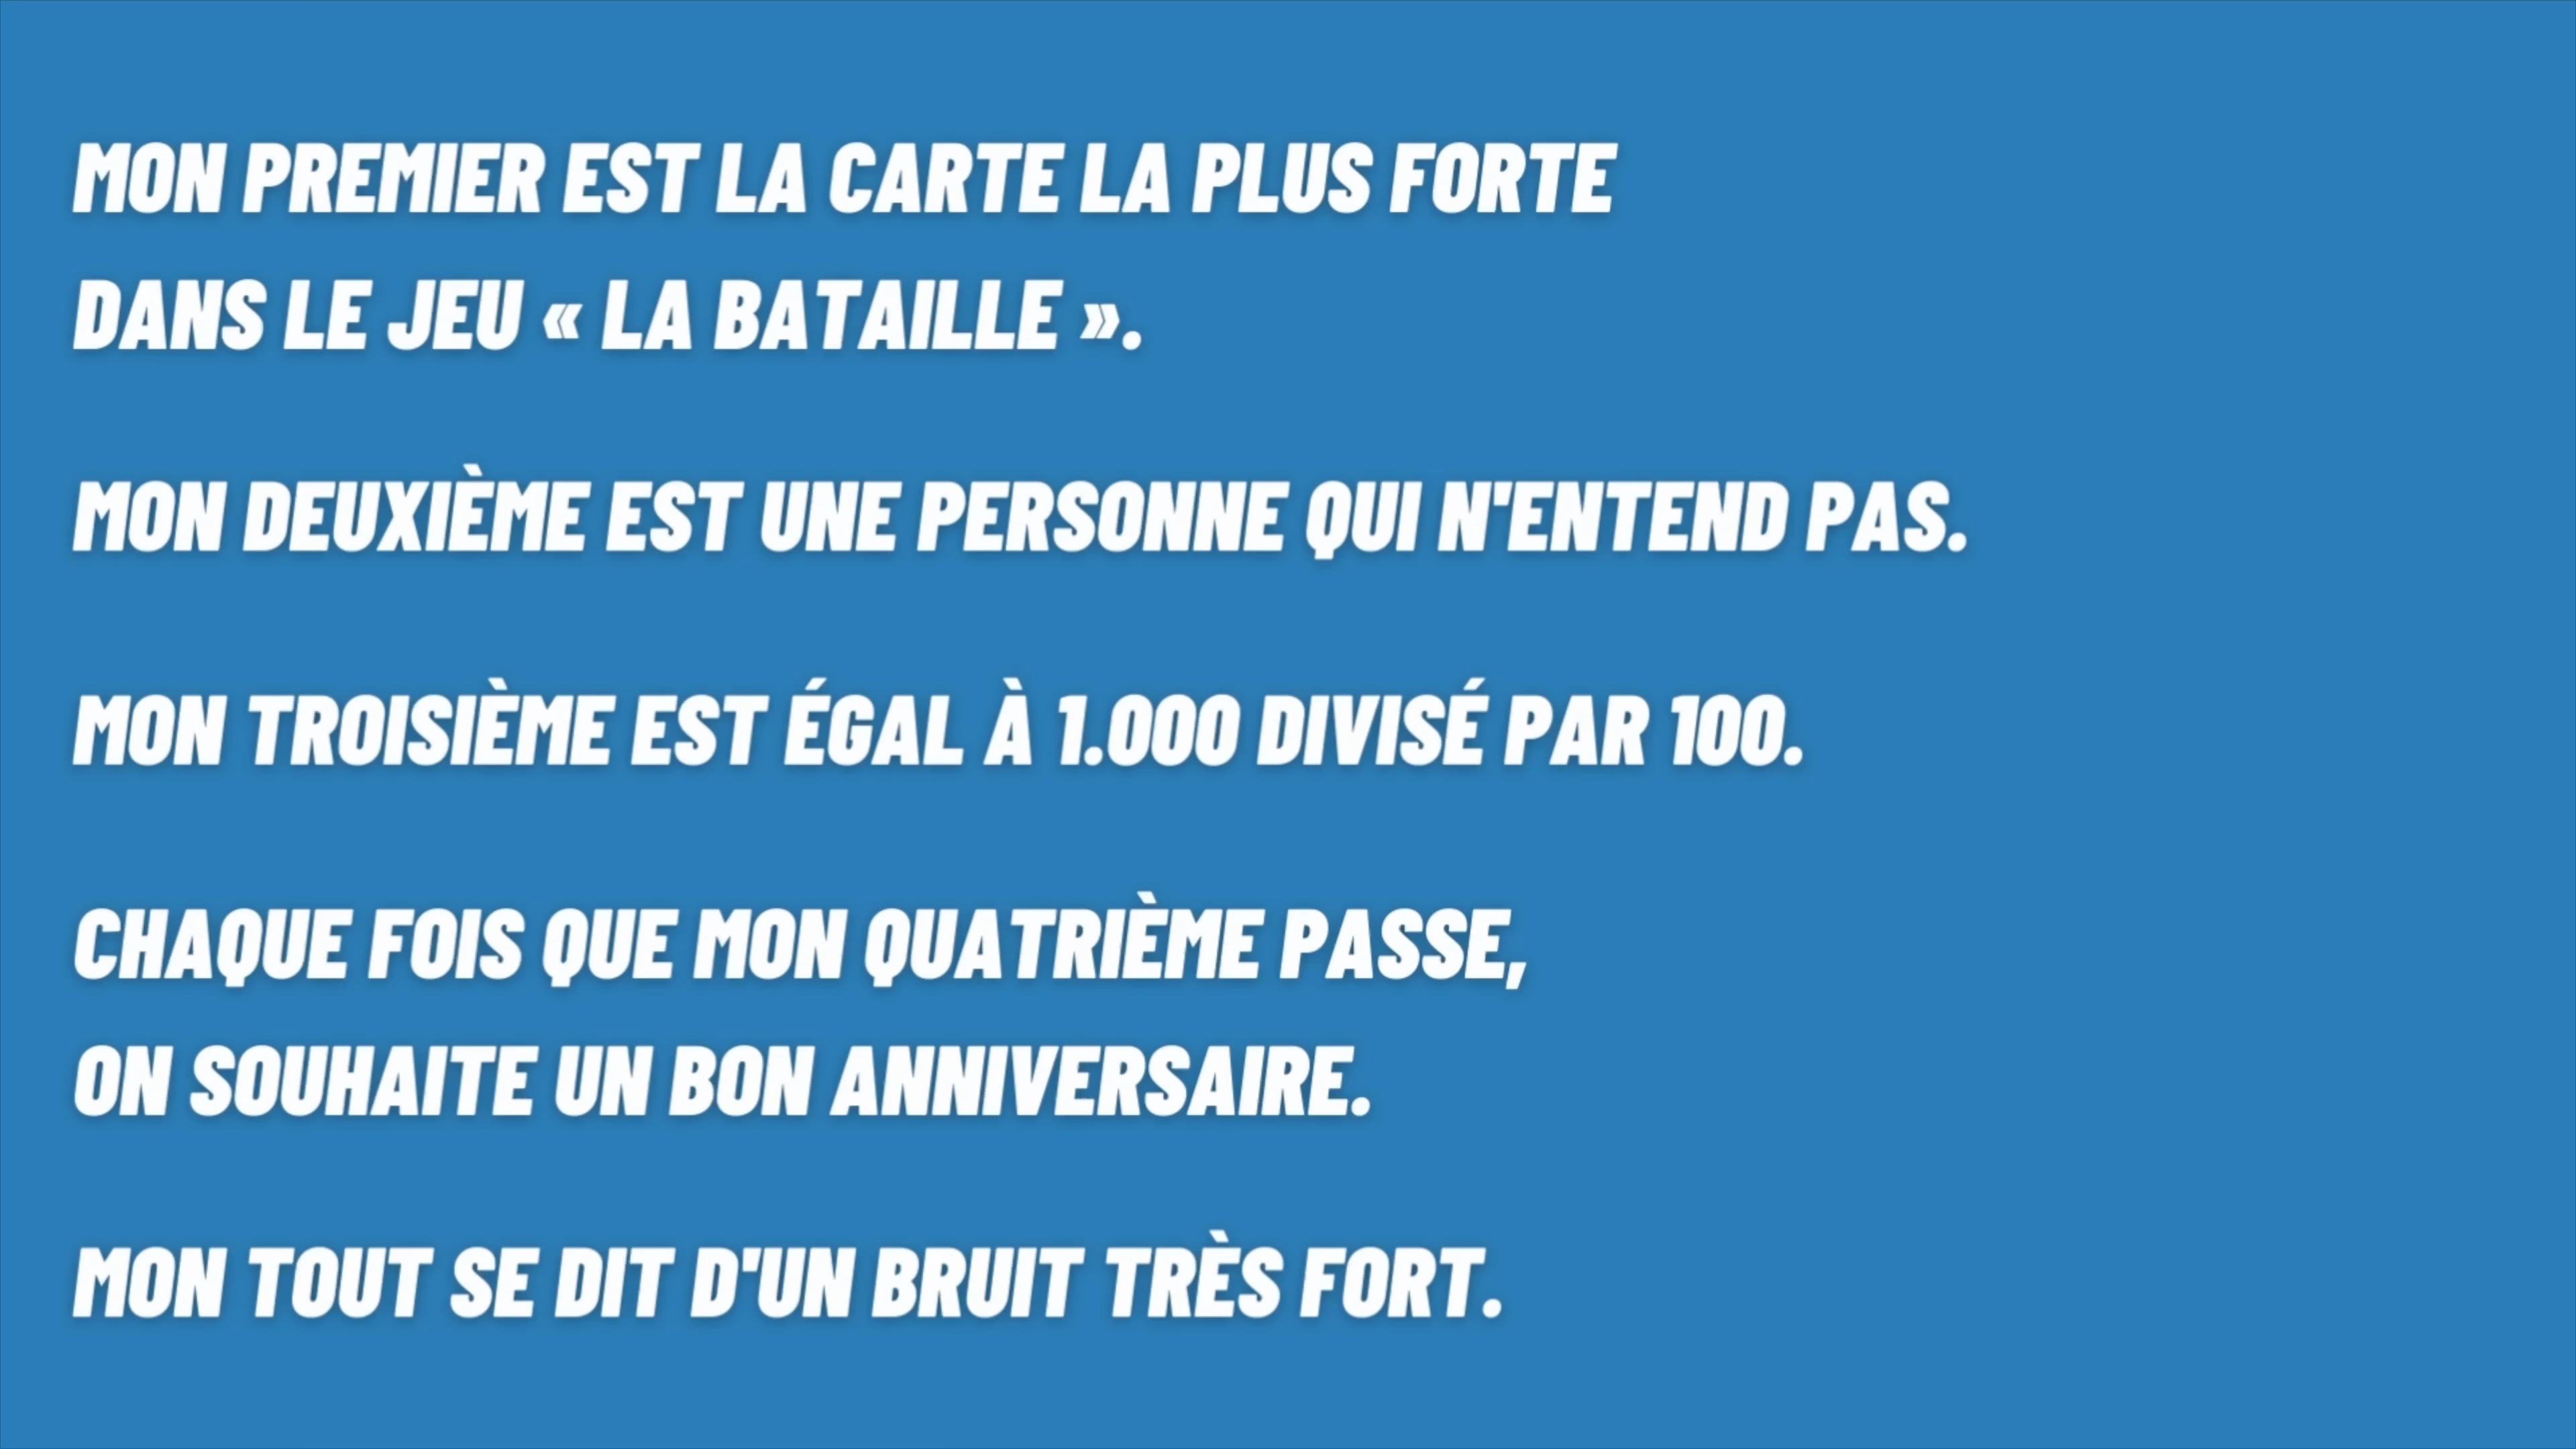 MON PREMIER EST LA CARTE LA PLUS FORTE
DANS LE JEU « LA BATAILLE ».
MON DEUXIÈME EST UNE PERSONNE QUI N'ENTEND PAS.
MON TROISIÈME EST ÉGAL À 1.000 DIVISÉ PAR 100.
CHAQUE FOIS QUE MON QUATRIÈME PASSE,
ON SOUHAITE UN BON ANNIVERSAIRE.
MON TOUT SE DIT D'UN BRUIT TRÈS FORT.